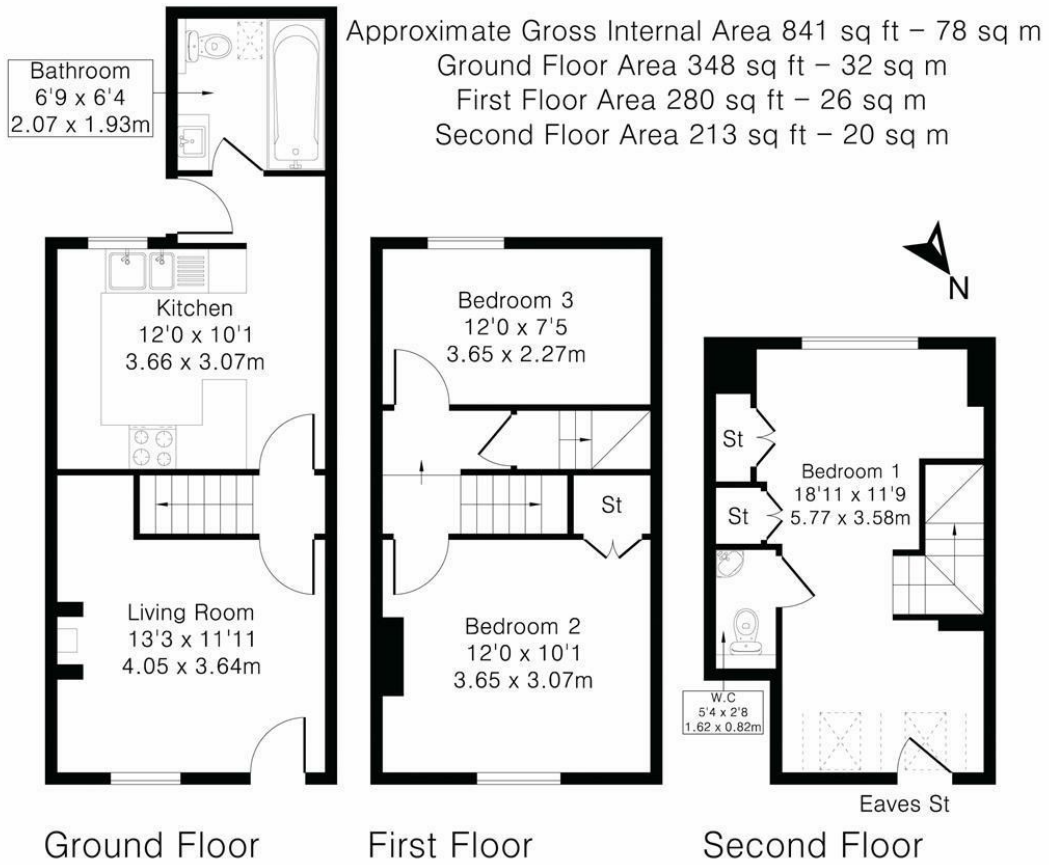 Approximate Gross Internal Area 841 sq ft – 78 sq m
Ground Floor Area 348 sq ft – 32 sq m
First Floor Area 280 sq ft – 26 sq m
Second Floor Area 213 sq ft – 20 sq m
Bathroom
6'9 x 6'4
2.07 x 1.93m
Kitchen
12'0 x 10'1
3.66 x 3.07m
Living Room
13'3 x 11'11
4.05 x 3.64m
Ground Floor
Bedroom 3
12'0 x 7'5
3.65 x 2.27m
St
Bedroom 2
12'0 x 10'1
3.65 x 3.07m
First Floor
N
St
St
Bedroom 1
18'11 x 11'9
5.77 x 3.58m
W.C
5'4 x 2'8
1.62 x 0.82m
Eaves St
Second Floor